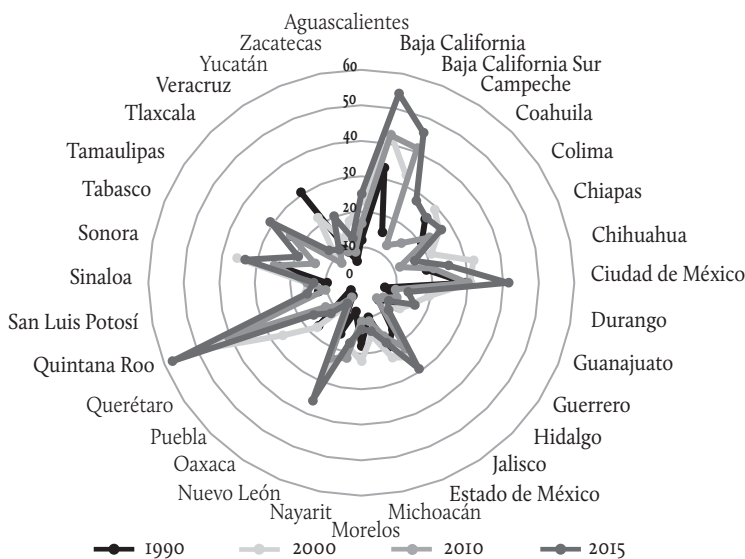 Aguascalientes
Baja California
Baja California Sur
Campeche
Coahuila
Colima
Chiapas
Chihuahua
Ciudad de México
Durango
Guanajuato
Guerrero
Hidalgo
Jalisco
Estado de México
Michoacán
Morelos
Nayarit
Nuevo León
Oaxaca
Puebla
Querétaro
Quintana Roo
San Luis Potosí
Sinaloa
Sonora
Tabasco
Tamaulipas
Tlaxcala
Veracruz
Yucatán
Zacatecas
60
50
40
30
20
10
0
1990 2000 2010 2015